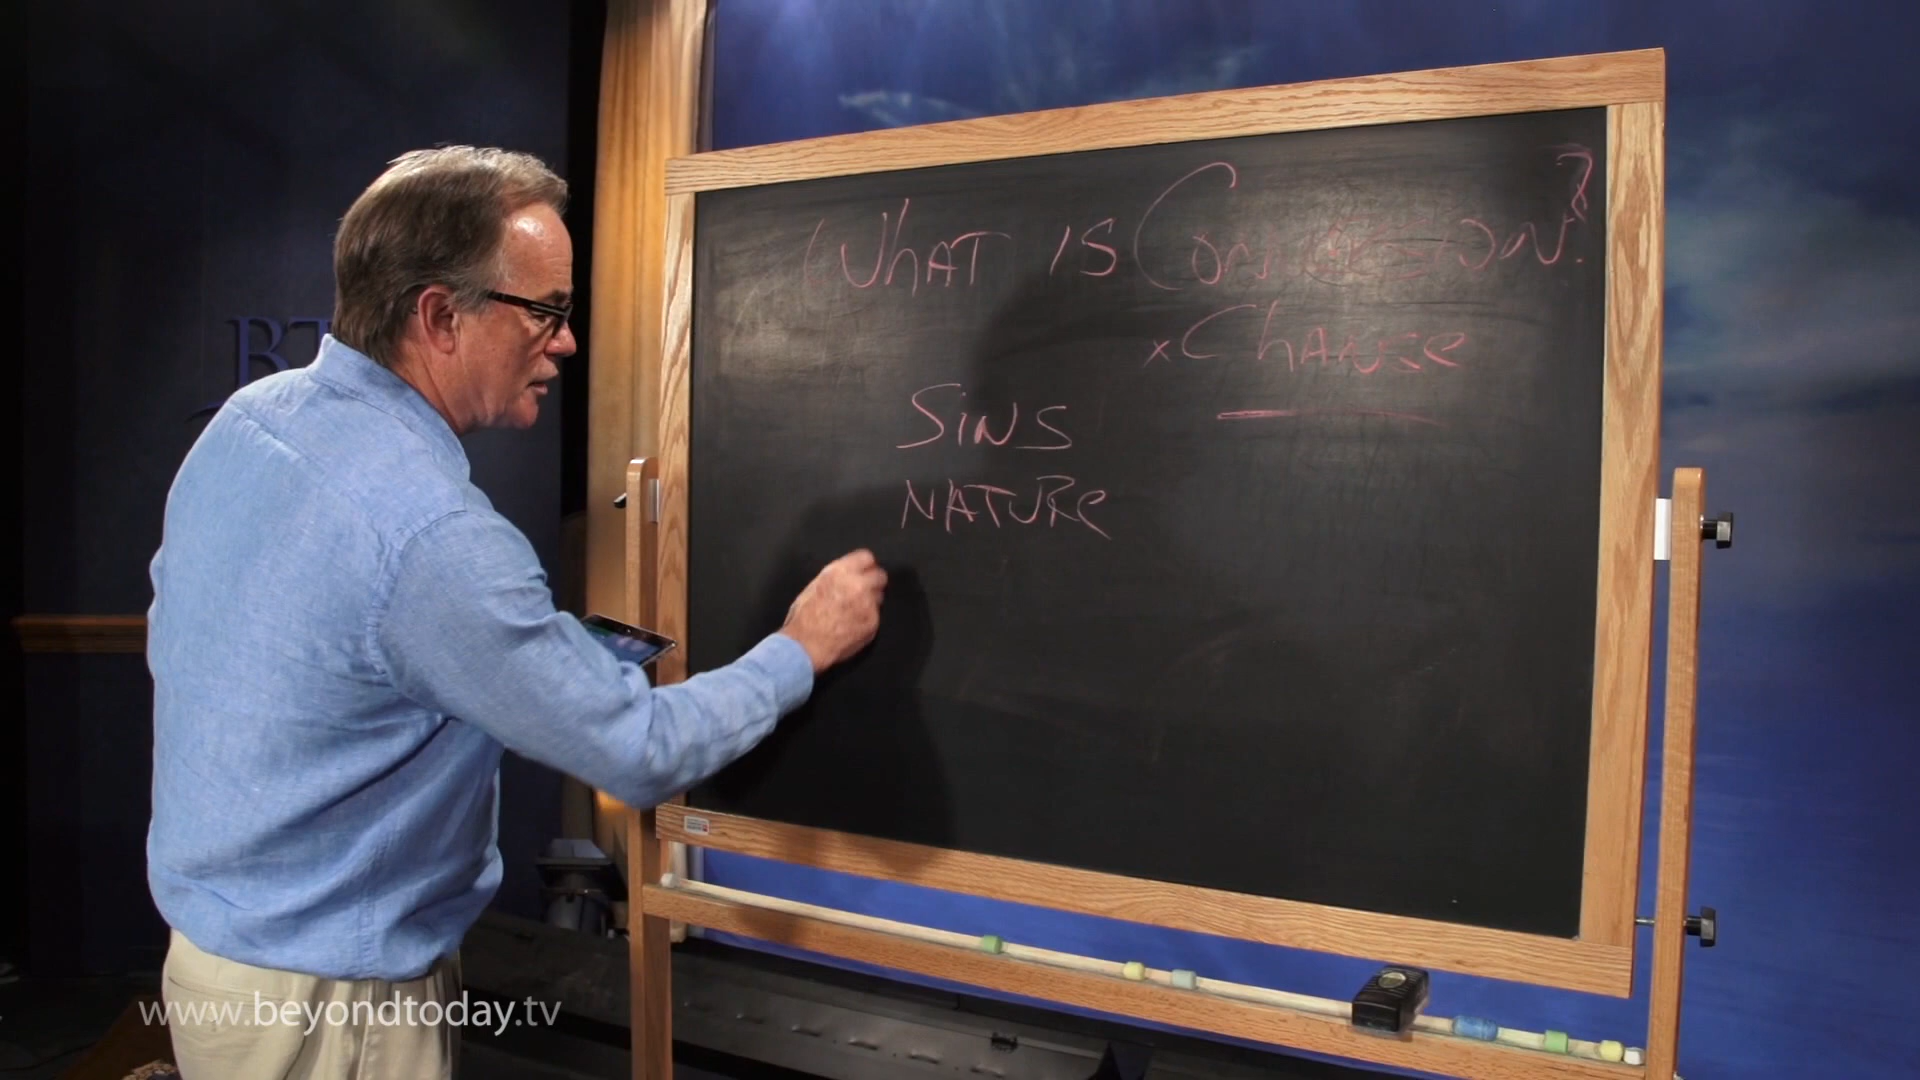 What is Conversion?
x Change
Sins
Nature
www.beyondtoday.tv